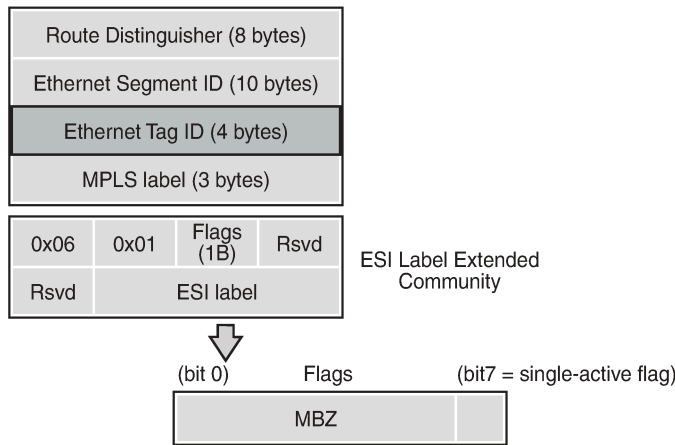 Route Distinguisher (8 bytes)
Ethernet Segment ID (10 bytes)
Ethernet Tag ID (4 bytes)
MPLS label (3 bytes)
0x06 0x01 Flags (1B) Rsvd
Rsvd ESI label
ESI Label Extended
Community
(bit 0) Flags (bit7 = single-active flag)
MBZ